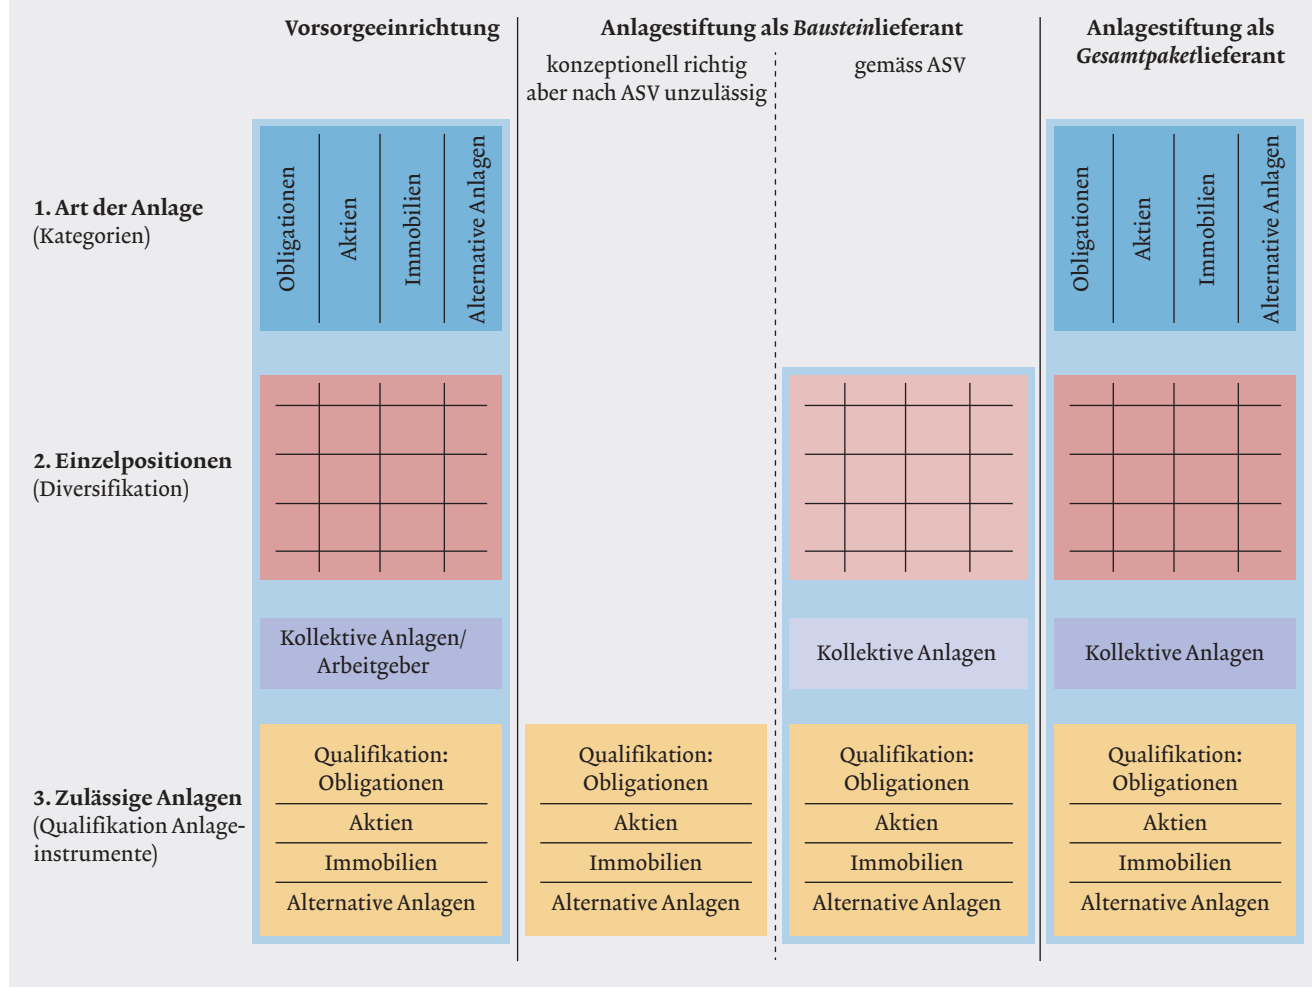 Vorsorgeeinrichtung
Anlagestiftung als Bausteinlieferant
konzeptionell richtig
aber nach ASV unzulässig
gemäss ASV
Anlagestiftung als
Gesamtpaketlieferant
1. Art der Anlage
(Kategorien)
Obligationen
Aktien
Immobilien
Alternative Anlagen
Obligationen
Aktien
Immobilien
Alternative Anlagen
2. Einzelpositionen
(Diversifikation)
Kollektive Anlagen/
Arbeitgeber
Kollektive Anlagen
Kollektive Anlagen
3. Zulässige Anlagen
(Qualifikation Anlage-
instrumente)
Qualifikation:
Obligationen
Aktien
Immobilien
Alternative Anlagen
Qualifikation:
Obligationen
Aktien
Immobilien
Alternative Anlagen
Qualifikation:
Obligationen
Aktien
Immobilien
Alternative Anlagen
Qualifikation:
Obligationen
Aktien
Immobilien
Alternative Anlagen